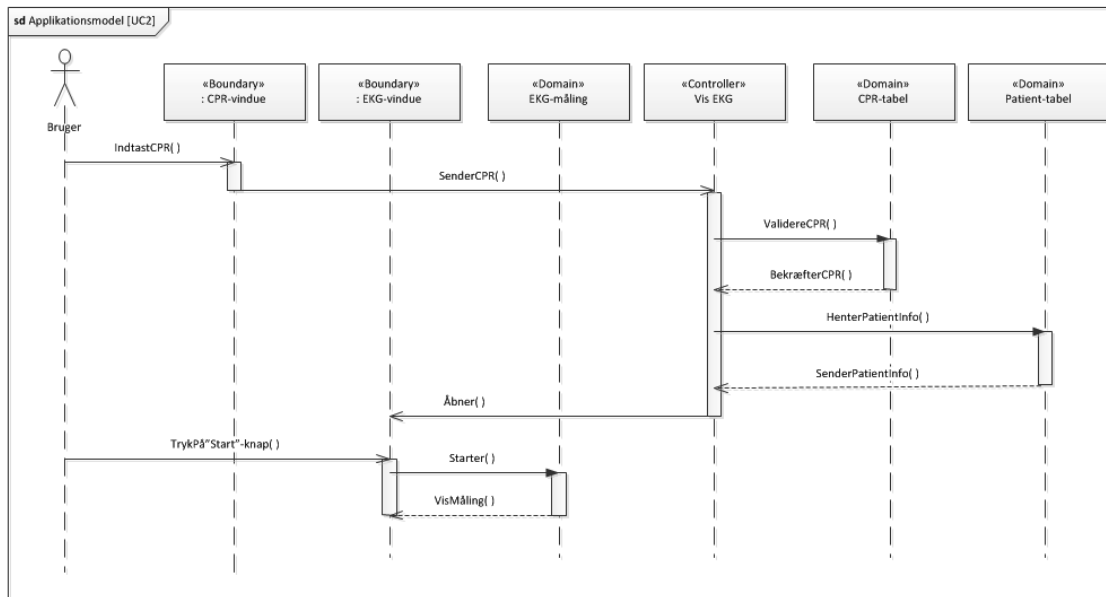 sd Applikationsmodel [UC2]
«Boundary»
: CPR-vindue
«Boundary»
: EKG-vindue
«Domain»
EKG-måling
«Controller»
Vis EKG
«Domain»
CPR-tabel
«Domain»
Patient-tabel
Bruger
IndtastCPR( )
SenderCPR( )
ValidereCPR( )
BekræfterCPR( )
HenterPatientInfo( )
SenderPatientInfo( )
Åbner( )
TrykPå”Start”-knap( )
Starter( )
VisMåling( )